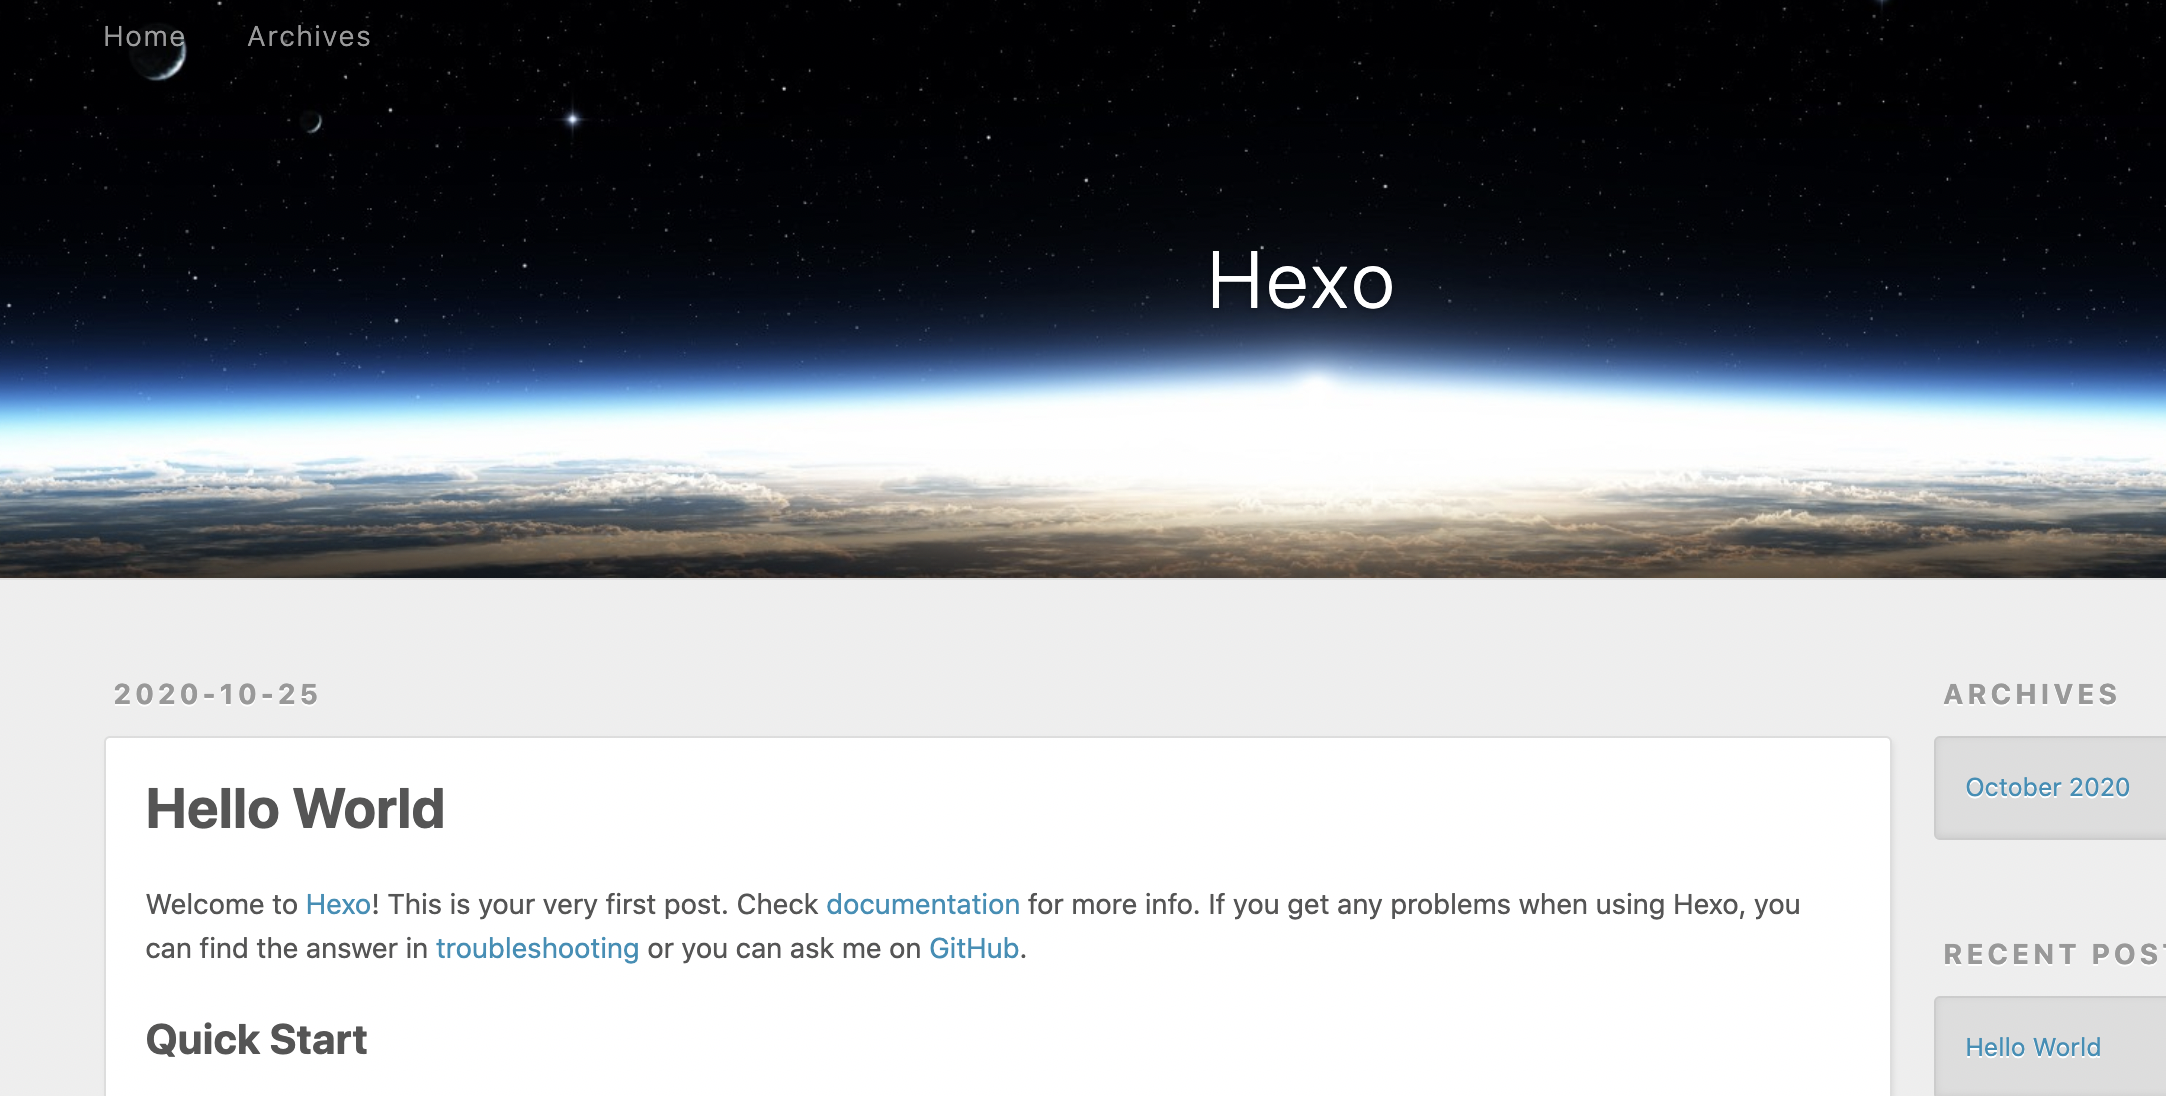 Home Archives
Hexo
2020-10-25
Hello World
Welcome to Hexo! This is your very first post. Check documentation for more info. If you get any problems when using Hexo, you
can find the answer in troubleshooting or you can ask me on GitHub.
Quick Start
ARCHIVES
October 2020
RECENT POS
Hello World